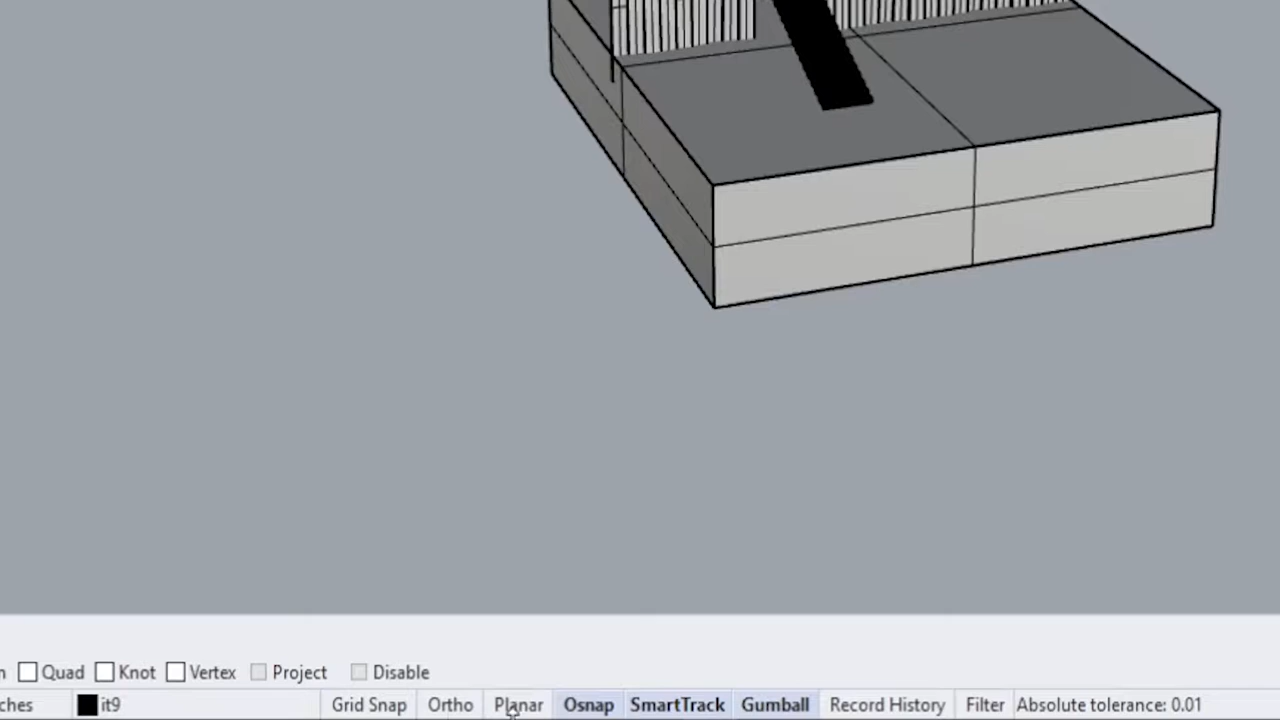 Quad Knot Vertex Project Disable
it9 Grid Snap Ortho Planar Osnap SmartTrack Gumball Record History Filter Absolute tolerance: 0.01